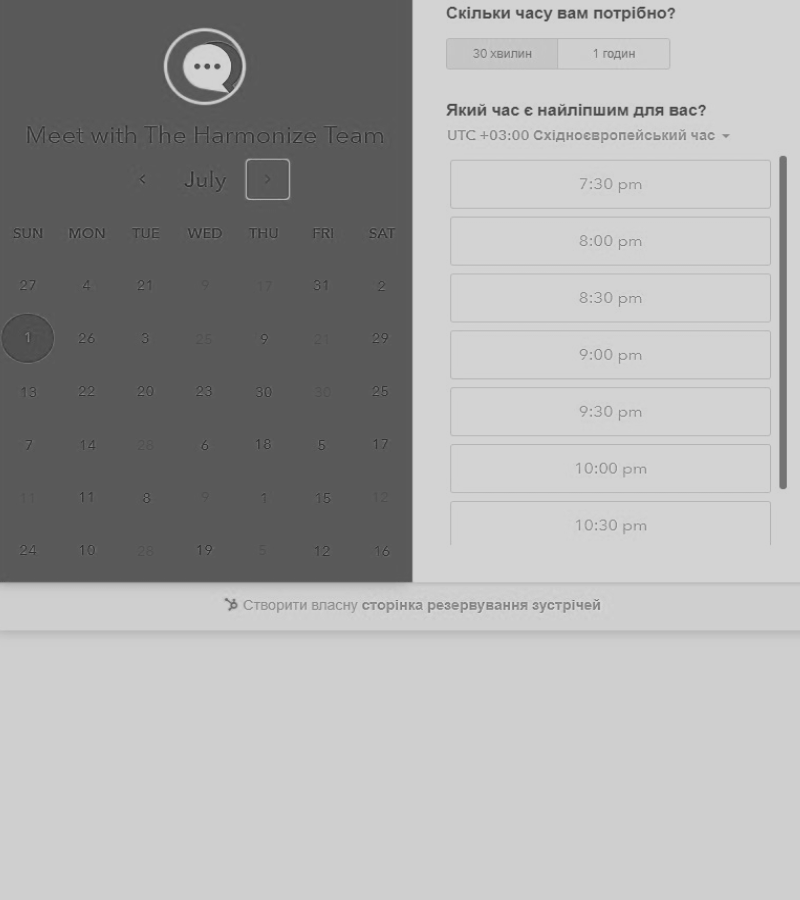 Meet with The Harmonize Team
July
SUN MON TUE WED THU FRI SAT
27 4 21 9 17 31 2
1 26 3 25 9 21 29
13 22 20 23 30 30 25
7 14 28 6 18 5 17
11 11 8 9 1 15 12
24 10 28 19 5 12 16
Скільки часу вам потрібно?
30 хвилин 1 годин
Який час є найліпшим для вас?
UTC +03:00 Східноєвропейський час
7:30 pm
8:00 pm
8:30 pm
9:00 pm
9:30 pm
10:00 pm
10:30 pm
Створити власну сторінка резервування зустрічей